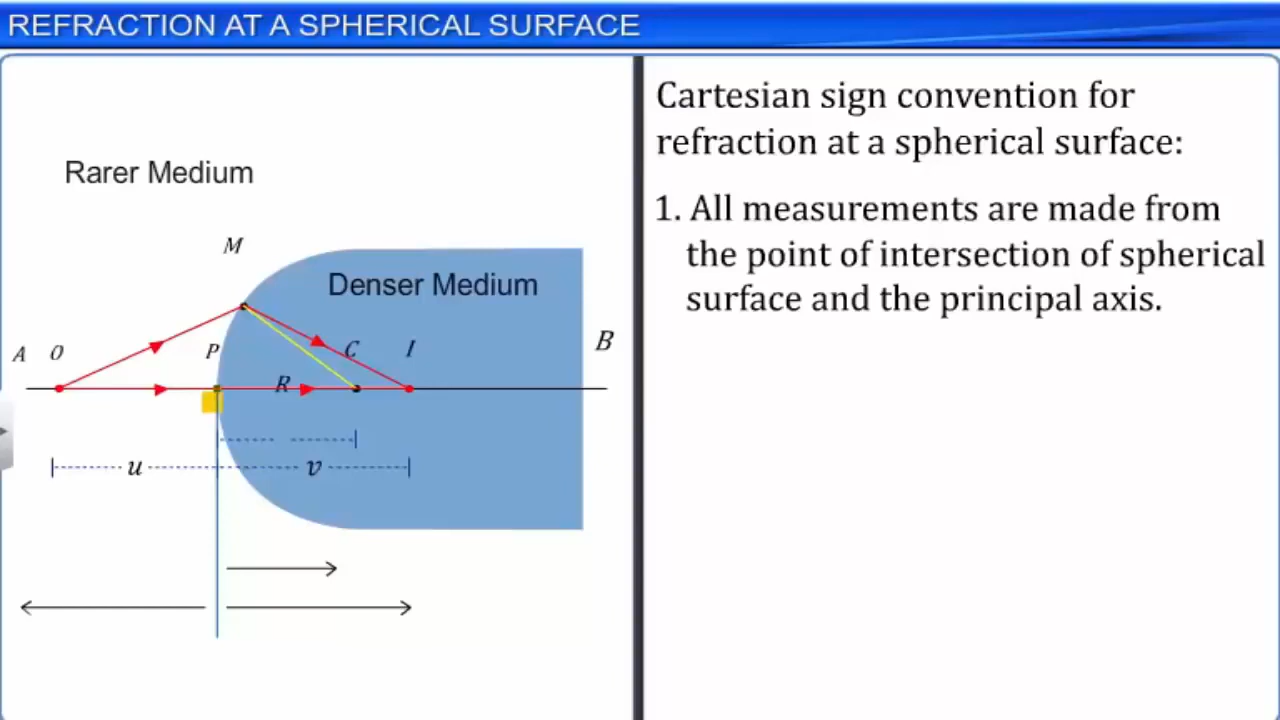 REFRACTION AT A SPHERICAL SURFACE
Rarer Medium
M
Denser Medium
A O P C I B
R
u v
Cartesian sign convention for
refraction at a spherical surface:
1. All measurements are made from
the point of intersection of spherical
surface and the principal axis.